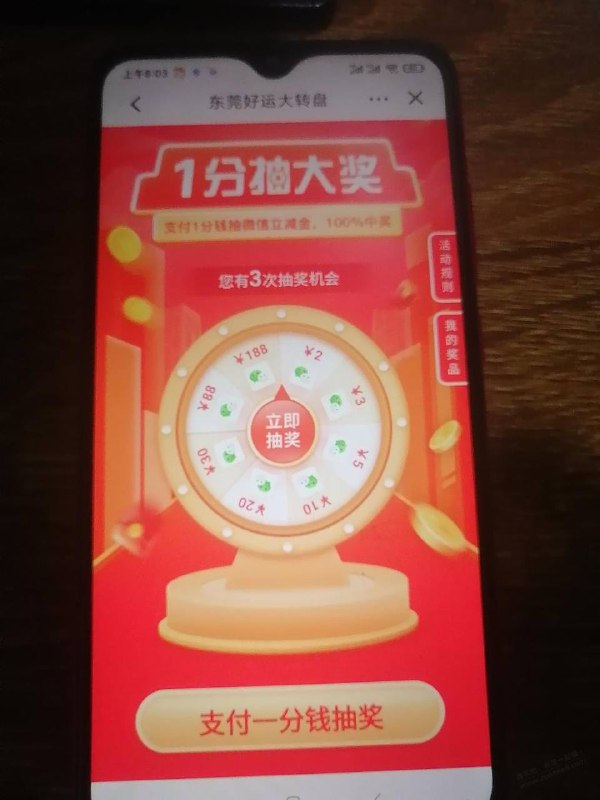 上午6:03
东莞好运大转盘
1分抽大奖
支付1分钱抽微信立减金，100%中奖
活动规则
您有3次抽奖机会
我的奖品
¥188
¥2
¥88
¥3
立即
抽奖
¥30
¥5
¥20
¥10
支付一分钱抽奖